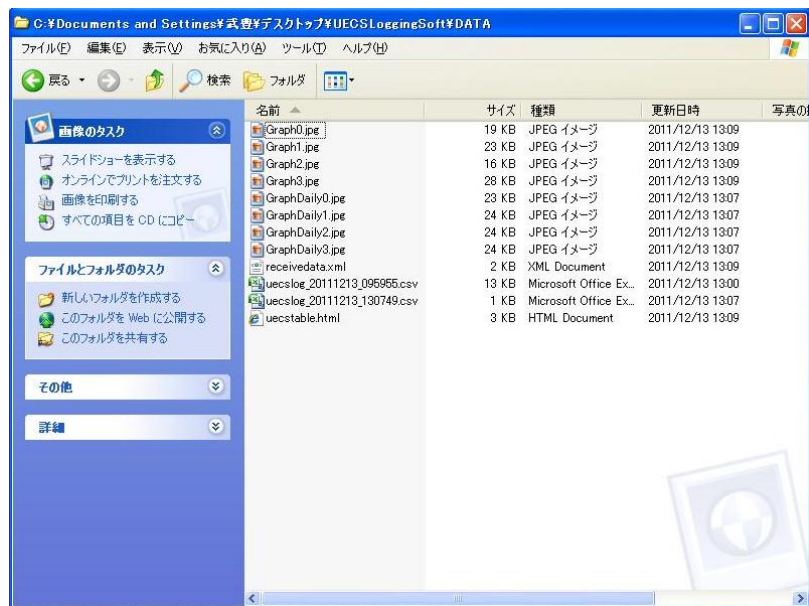 C:¥Documents and Settings¥武豊¥デスクトップ¥UECSLoggingSoft¥DATA
ファイル(F) 編集(E) 表示(V) お気に入り(A) ツール(T) ヘルプ(H)
戻る 検索 フォルダ
名前 サイズ 種類 更新日時 写真の
画像のタスク
スライドショーを表示する
オンラインでプリントを注文する
画像を印刷する
すべての項目を CD にコピー
ファイルとフォルダのタスク
新しいフォルダを作成する
このフォルダを Web に公開する
このフォルダを共有する
その他
詳細
Graph0.jpg 19 KB JPEG イメージ 2011/12/13 13:09
Graph1.jpg 23 KB JPEG イメージ 2011/12/13 13:09
Graph2.jpg 16 KB JPEG イメージ 2011/12/13 13:09
Graph3.jpg 28 KB JPEG イメージ 2011/12/13 13:09
GraphDaily0.jpg 23 KB JPEG イメージ 2011/12/13 13:07
GraphDaily1.jpg 24 KB JPEG イメージ 2011/12/13 13:07
GraphDaily2.jpg 24 KB JPEG イメージ 2011/12/13 13:07
GraphDaily3.jpg 24 KB JPEG イメージ 2011/12/13 13:07
receivedata.xml 2 KB XML Document 2011/12/13 13:09
uecslog_20111213_095955.csv 13 KB Microsoft Office Ex... 2011/12/13 13:00
uecslog_20111213_130749.csv 1 KB Microsoft Office Ex... 2011/12/13 13:07
uecstable.html 3 KB HTML Document 2011/12/13 13:09